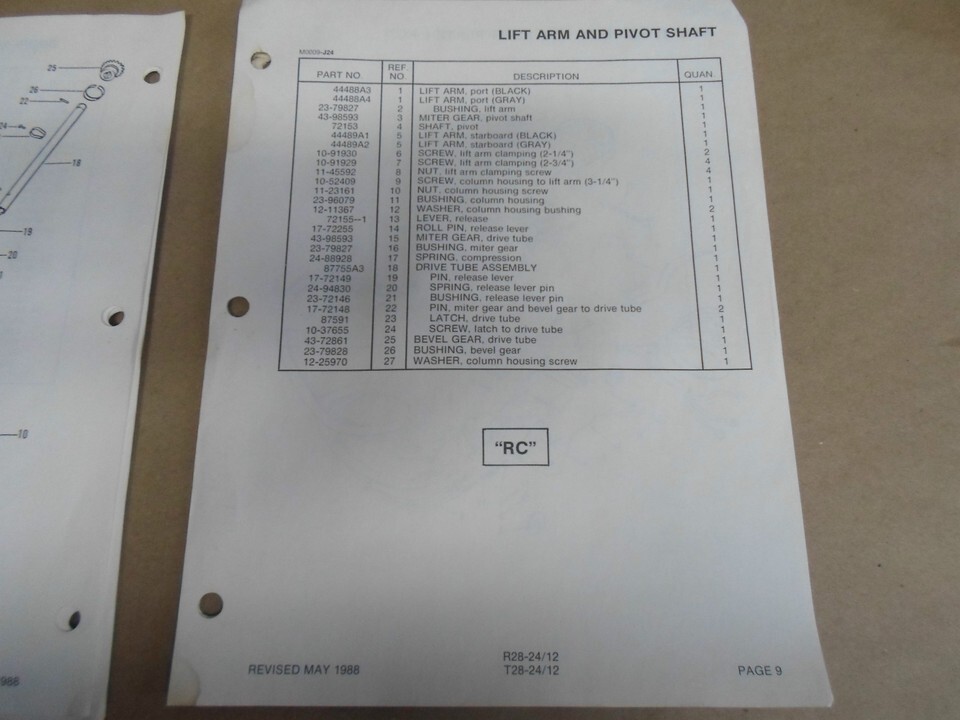 25
26
22
24
18
19
20
10
988
LIFT ARM AND PIVOT SHAFT
M0009-J24
PART NO. REF. NO. DESCRIPTION QUAN.
44488A3 1 LIFT ARM, port (BLACK) 1
44488A4 1 LIFT ARM, port (GRAY) 1
23-79827 2 BUSHING, lift arm 1
43-98593 3 MITER GEAR, pivot shaft 1
72153 4 SHAFT, pivot 1
44489A1 5 LIFT ARM, starboard (BLACK) 1
44489A2 5 LIFT ARM, starboard (GRAY) 1
10-91930 6 SCREW, lift arm clamping (2-1/4") 2
10-91929 7 SCREW, lift arm clamping (2-3/4") 4
11-45592 8 NUT, lift arm clamping screw 4
10-52409 9 SCREW, column housing to lift arm (3-1/4") 1
11-23161 10 NUT, column housing screw 1
23-96079 11 BUSHING, column housing 1
12-11367 12 WASHER, column housing bushing 2
72155--1 13 LEVER, release 1
17-72255 14 ROLL PIN, release lever 1
43-98593 15 MITER GEAR, drive tube 1
23-79827 16 BUSHING, miter gear 1
24-88928 17 SPRING, compression 1
87755A3 18 DRIVE TUBE ASSEMBLY 1
17-72149 19 PIN, release lever 1
24-94830 20 SPRING, release lever pin 1
23-72146 21 BUSHING, release lever pin 1
17-72148 22 PIN, miter gear and bevel gear to drive tube 2
87591 23 LATCH, drive tube 1
10-37655 24 SCREW, latch to drive tube 1
43-72861 25 BEVEL GEAR, drive tube 1
23-79828 26 BUSHING, bevel gear 1
12-25970 27 WASHER, column housing screw 1
"RC"
R28-24/12
REVISED MAY 1988 T28-24/12 PAGE 9